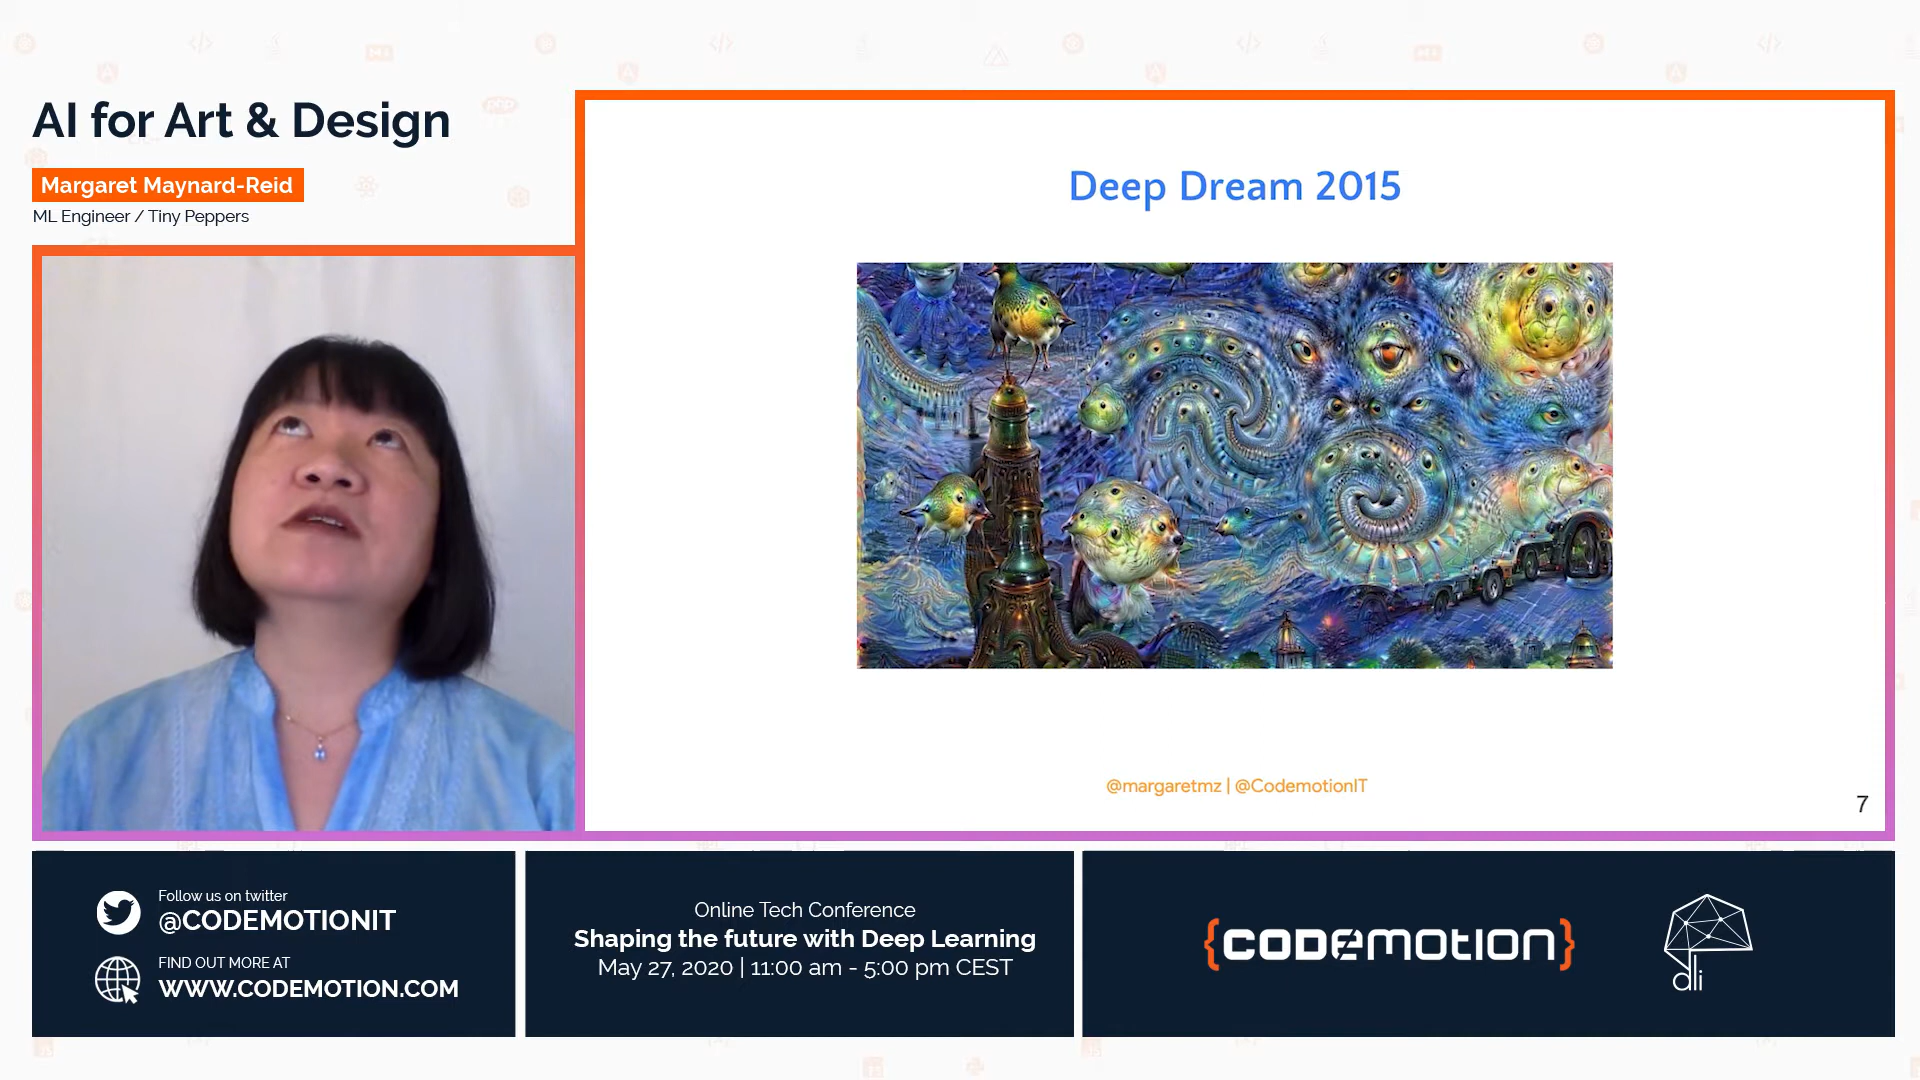 AI for Art & Design
Margaret Maynard-Reid
ML Engineer / Tiny Peppers
Deep Dream 2015
@margaretmz | @CodemotionIT
7
Follow us on twitter
@CODEMOTIONIT
FIND OUT MORE AT
WWW.CODEMOTION.COM
Online Tech Conference
Shaping the future with Deep Learning
May 27, 2020 | 11:00 am - 5:00 pm CEST
{CODEMOTION}
dli